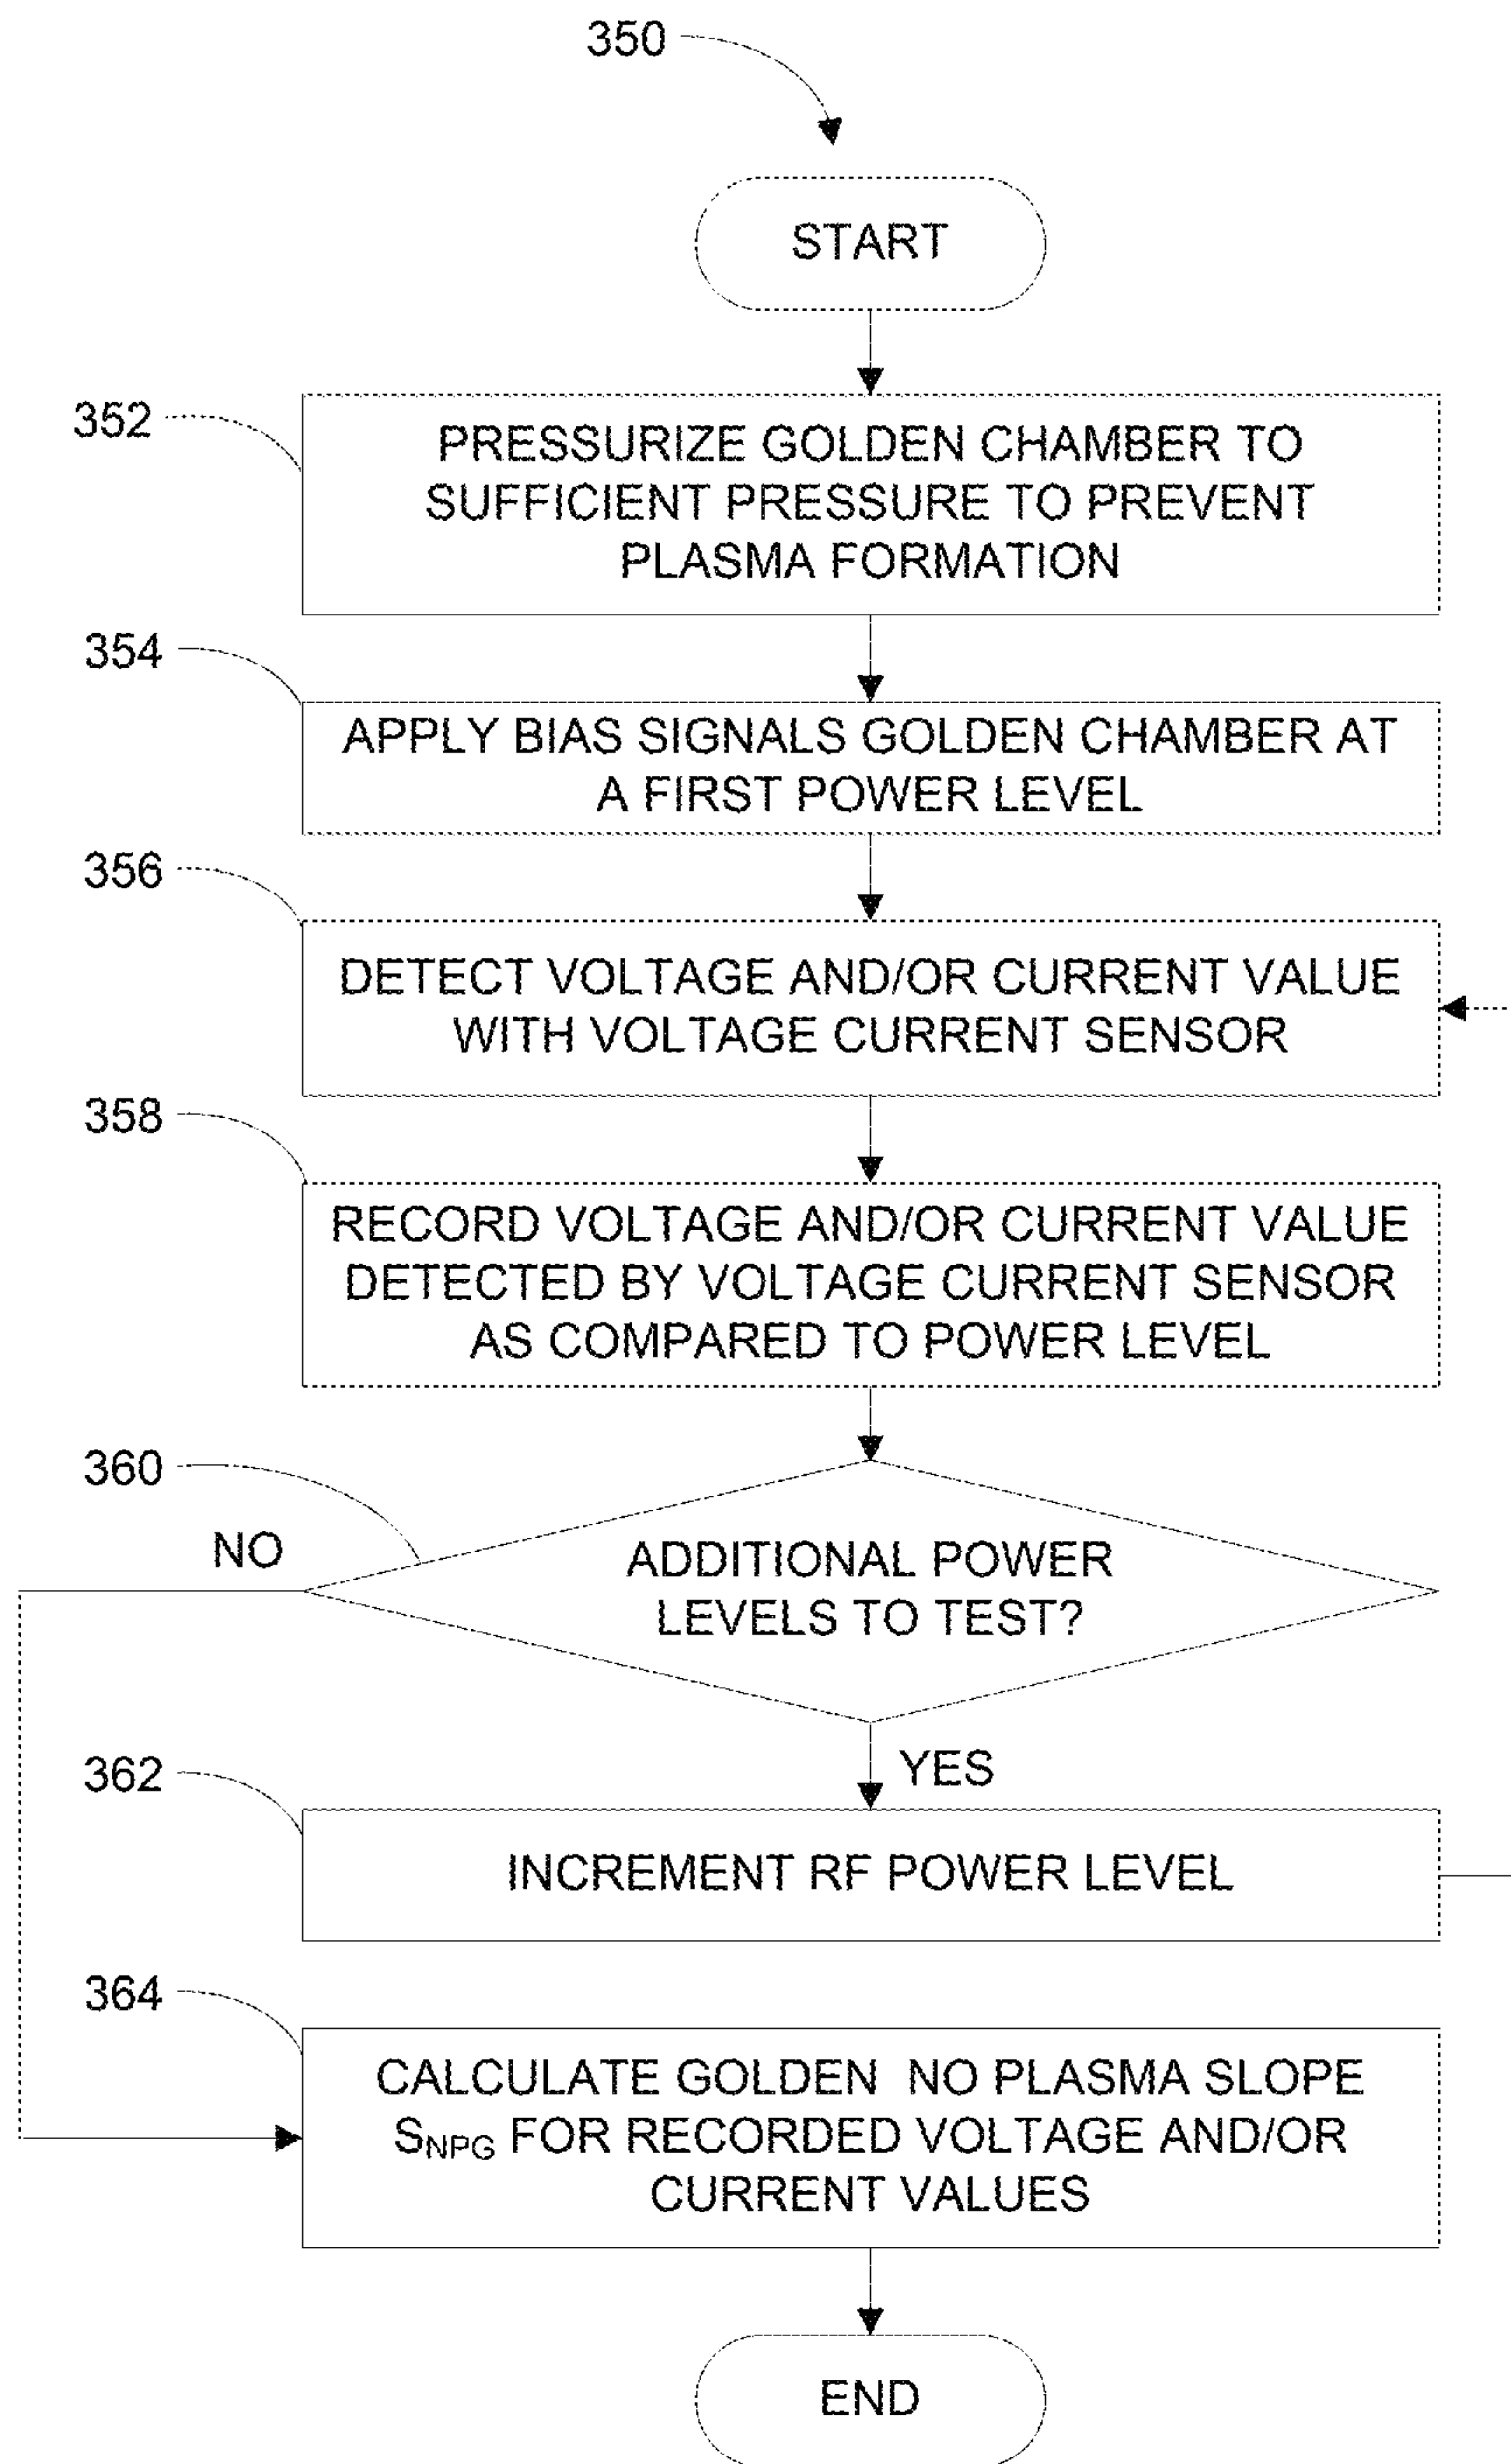 350
START
352
PRESSURIZE GOLDEN CHAMBER TO
SUFFICIENT PRESSURE TO PREVENT
PLASMA FORMATION
354
APPLY BIAS SIGNALS GOLDEN CHAMBER AT
A FIRST POWER LEVEL
356
DETECT VOLTAGE AND/OR CURRENT VALUE
WITH VOLTAGE CURRENT SENSOR
358
RECORD VOLTAGE AND/OR CURRENT VALUE
DETECTED BY VOLTAGE CURRENT SENSOR
AS COMPARED TO POWER LEVEL
360
NO
ADDITIONAL POWER
LEVELS TO TEST?
YES
362
INCREMENT RF POWER LEVEL
364
CALCULATE GOLDEN NO PLASMA SLOPE
SNPG FOR RECORDED VOLTAGE AND/OR
CURRENT VALUES
END